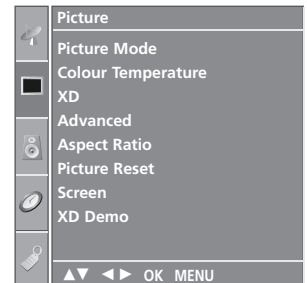 Picture
Picture Mode
Colour Temperature
XD
Advanced
Aspect Ratio
Picture Reset
Screen
XD Demo
▲▼ ◄► OK MENU